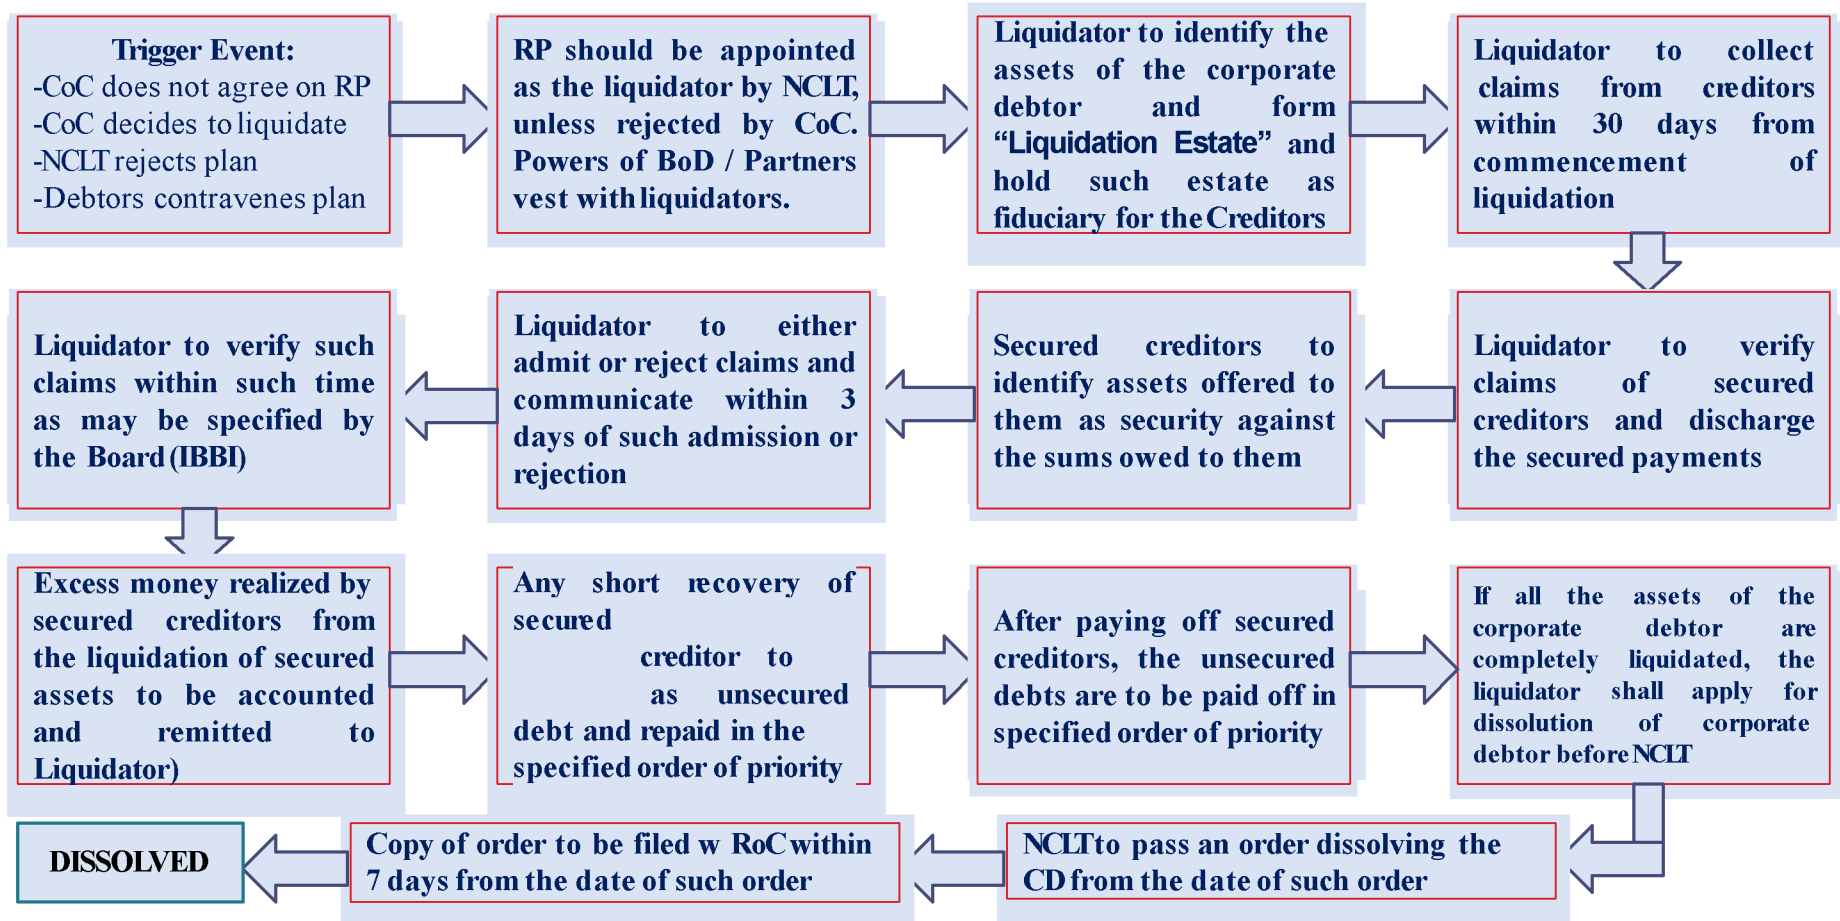 Trigger Event:
-CoC does not agree on RP
-CoC decides to liquidate
-NCLT rejects plan
-Debtors contravenes plan
RP should be appointed
as the liquidator by NCLT,
unless rejected by CoC.
Powers of BoD / Partners
vest with liquidators.
Liquidator to identify the
assets of the corporate
debtor and form
“Liquidation Estate” and
hold such estate as
fiduciary for the Creditors
Liquidator to collect
claims from creditors
within 30 days from
commencement of
liquidation
Liquidator to verify
claims of secured
creditors and discharge
the secured payments
Secured creditors to
identify assets offered to
them as security against
the sums owed to them
Liquidator to either
admit or reject claims and
communicate within 3
days of such admission or
rejection
Liquidator to verify such
claims within such time
as may be specified by
the Board (IBBI)
Excess money realized by
secured creditors from
the liquidation of secured
assets to be accounted
and remitted to
Liquidator)
Any short recovery of
secured
creditor to
as unsecured
debt and repaid in the
specified order of priority
After paying off secured
creditors, the unsecured
debts are to be paid off in
specified order of priority
If all the assets of the
corporate debtor are
completely liquidated, the
liquidator shall apply for
dissolution of corporate
debtor before NCLT
NCLT to pass an order dissolving the
CD from the date of such order
Copy of order to be filed w RoC within
7 days from the date of such order
DISSOLVED